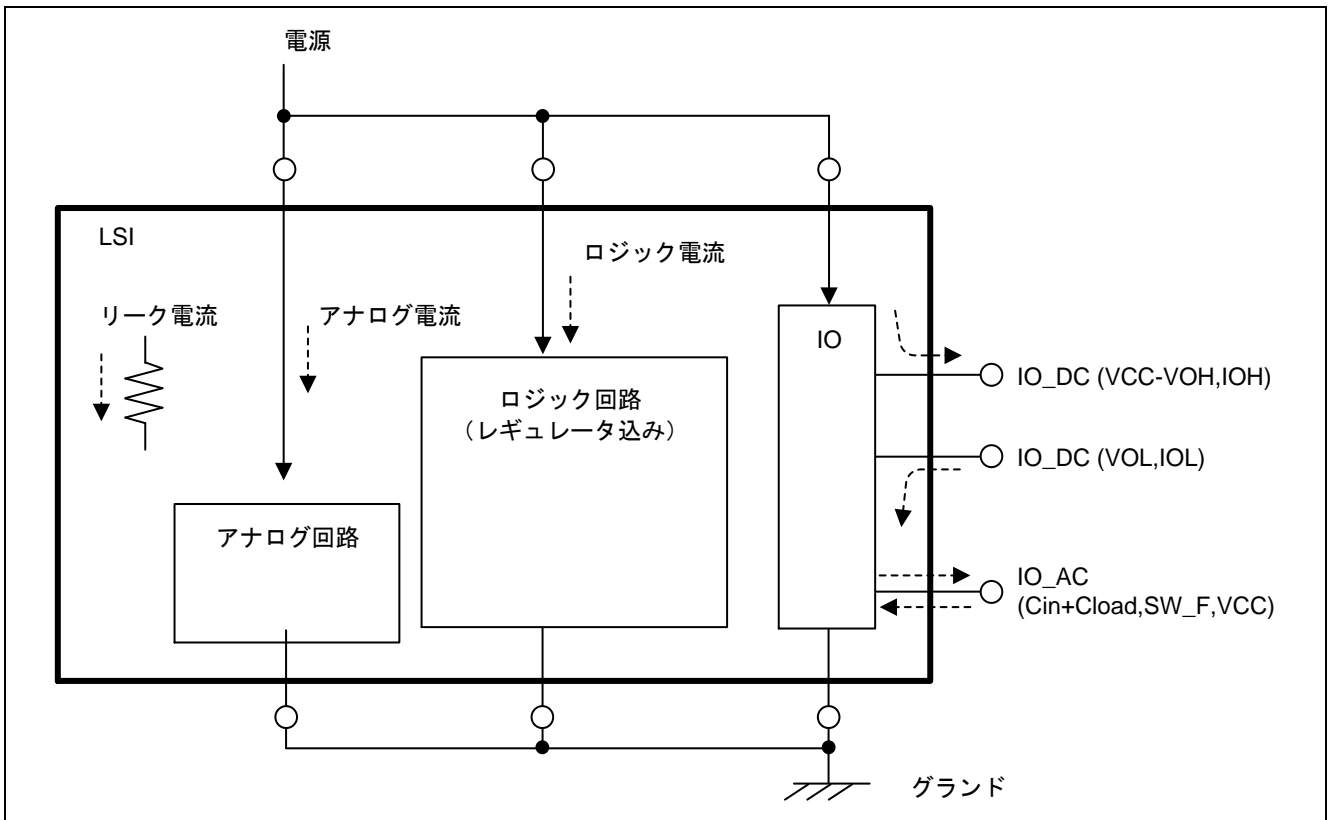 電源
LSI
ロジック電流
リーク電流
アナログ電流
IO
ロジック回路
（レギュレータ込み）
アナログ回路
IO_DC (VCC-VOH,IOH)
IO_DC (VOL,IOL)
IO_AC
(Cin+Cload,SW_F,VCC)
グランド